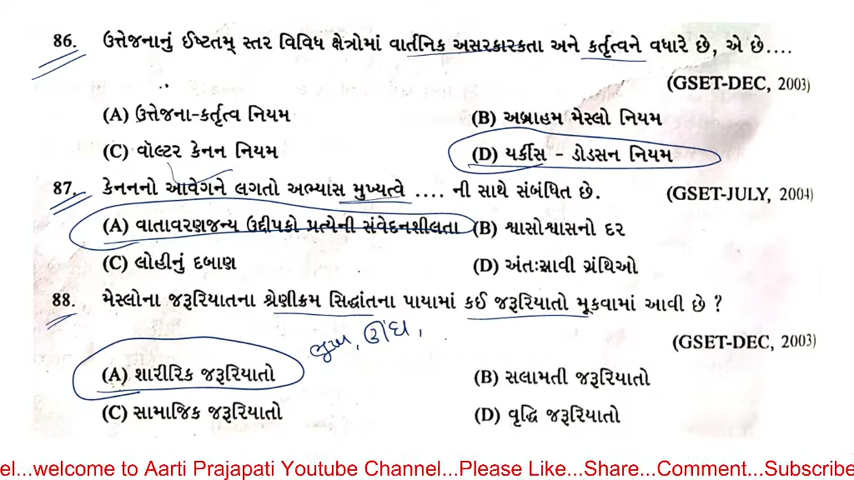 86. ઉત્તેજનાનું ઈષ્ટતમ્ સ્તર વિવિધ ક્ષેત્રોમાં વાર્તનિક અસરકારકતા અને કર્તૃત્વને વધારે છે, એ છે....
(GSET-DEC, 2003)
(A) ઉત્તેજના-કર્તૃત્વ નિયમ (B) અબ્રાહમ મેસ્લો નિયમ
(C) વૉલ્ટર કેનન નિયમ (D) યર્કીસ - ડોડસન નિયમ
87. કેનનનો આવેગને લગતો અભ્યાસ મુખ્યત્વે .... ની સાથે સંબંધિત છે. (GSET-JULY, 2004)
(A) વાતાવરણજન્ય ઉદ્દીપકો પ્રત્યેની સંવેદનશીલતા (B) શ્વાસોશ્વાસનો દર
(C) લોહીનું દબાણ (D) અંતઃસ્રાવી ગ્રંથિઓ
88. મેસ્લોના જરૂરિયાતના શ્રેણીક્રમ સિદ્ધાંતના પાયામાં કઈ જરૂરિયાતો મૂકવામાં આવી છે ?
ભુખ, ઊંઘ,
(GSET-DEC, 2003)
(A) શારીરિક જરૂરિયાતો (B) સલામતી જરૂરિયાતો
(C) સામાજિક જરૂરિયાતો (D) વૃદ્ધિ જરૂરિયાતો
el...welcome to Aarti Prajapati Youtube Channel...Please Like...Share...Comment...Subscribe